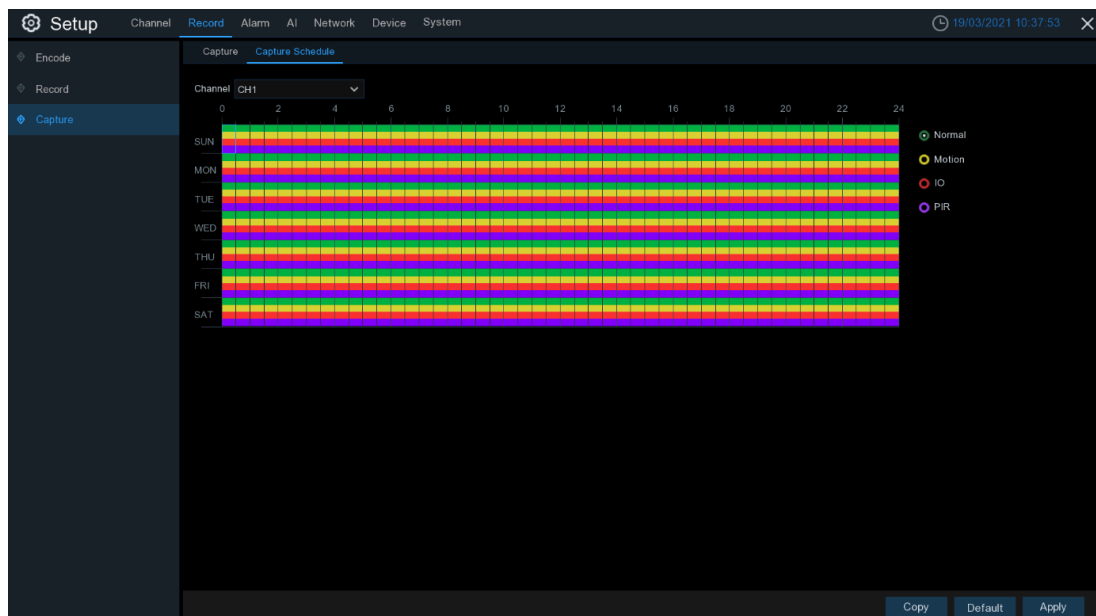 Setup Channel Record Alarm AI Network Device System 19/03/2021 10:37:53
Encode
Record
Capture
Capture Capture Schedule
Channel CH1
0 2 4 6 8 10 12 14 16 18 20 22 24
SUN
MON
TUE
WED
THU
FRI
SAT
Normal
Motion
IO
PIR
Copy Default Apply